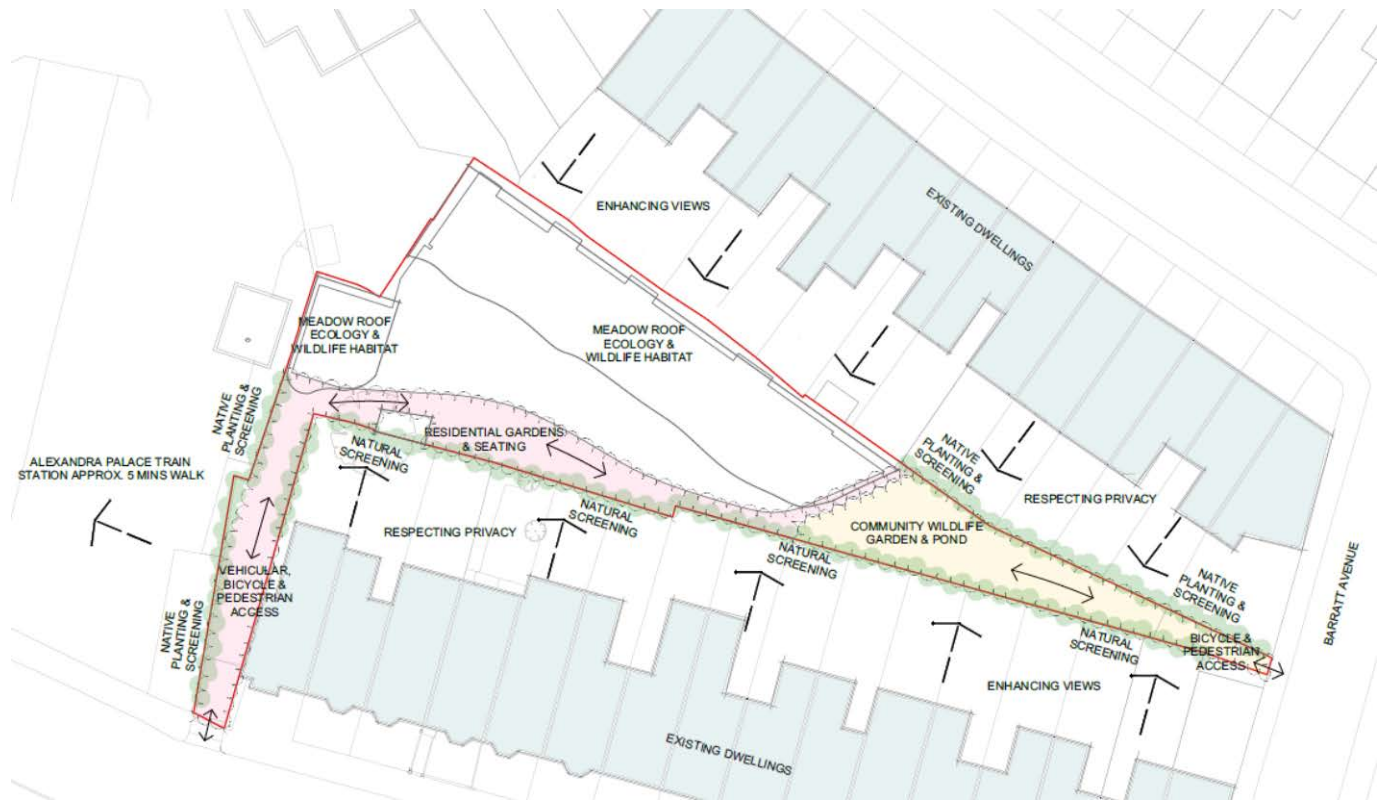 ENHANCING VIEWS
EXISTING DWELLINGS
MEADOW ROOF
ECOLOGY &
WILDLIFE HABITAT
MEADOW ROOF
ECOLOGY &
WILDLIFE HABITAT
NATIVE
PLANTING &
SCREENING
RESIDENTIAL GARDENS
& SEATING
NATURAL
SCREENING
ALEXANDRA PALACE TRAIN
STATION APPROX. 5 MINS WALK
NATIVE
PLANTING &
SCREENING
RESPECTING PRIVACY
RESPECTING PRIVACY
NATURAL
SCREENING
COMMUNITY WILDLIFE
GARDEN & POND
NATURAL
SCREENING
VEHICULAR,
BICYCLE &
PEDESTRIAN
ACCESS
NATIVE
PLANTING &
SCREENING
NATIVE
PLANTING &
SCREENING
BARRATT AVENUE
NATURAL
SCREENING
BICYCLE &
PEDESTRIAN
ACCESS
ENHANCING VIEWS
EXISTING DWELLINGS